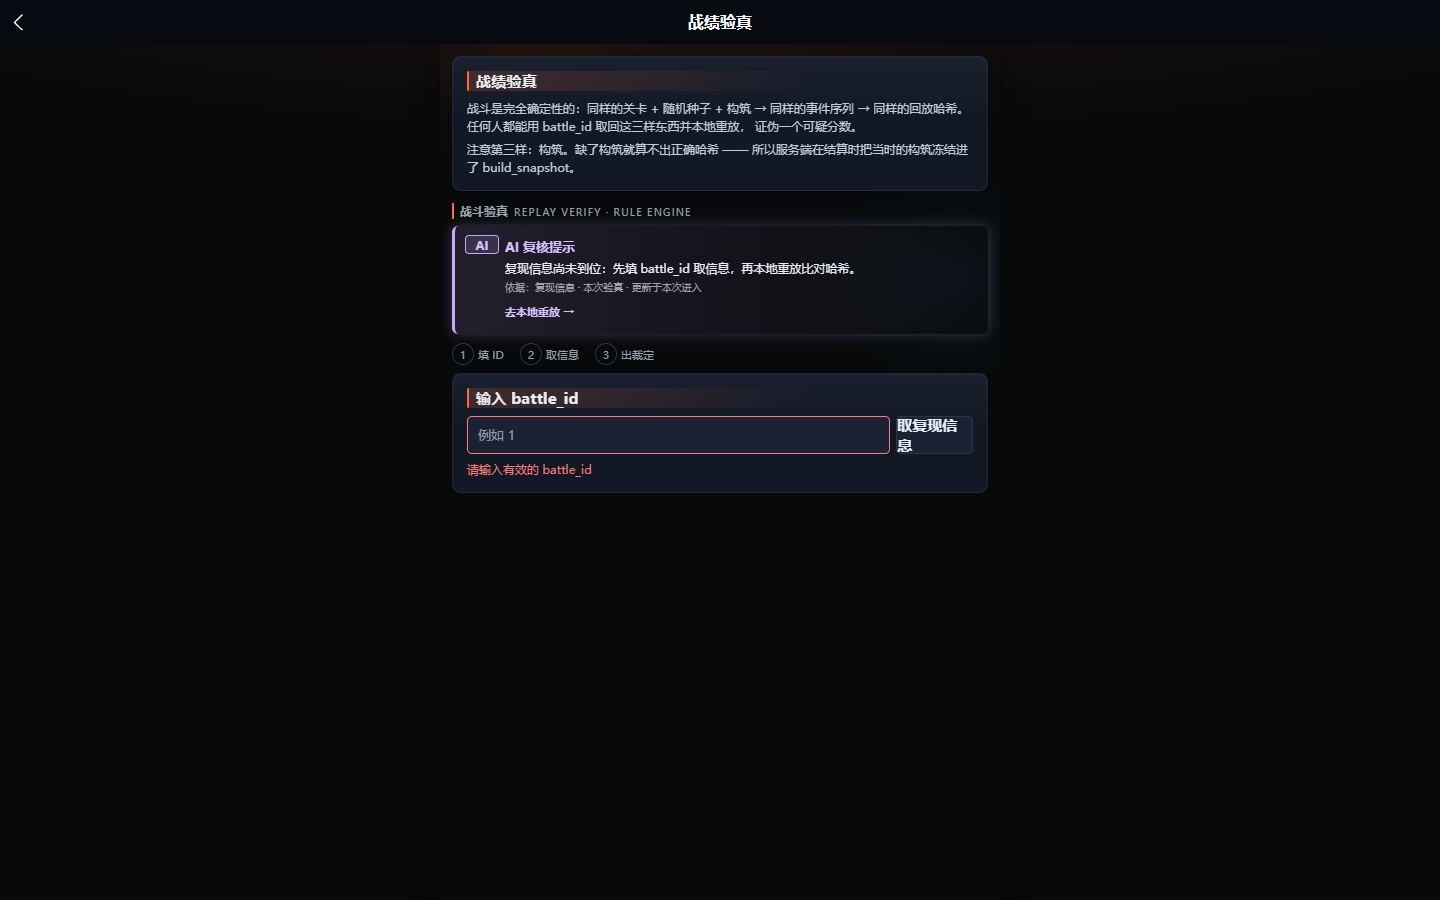 战绩验真
战绩验真
战斗是完全确定性的：同样的关卡 + 随机种子 + 构筑 → 同样的事件序列 → 同样的回放哈希。
任何人都能用 battle_id 取回这三样东西并本地重放， 证伪一个可疑分数。
注意第三样：构筑。缺了构筑就算不出正确哈希 —— 所以服务端在结算时把当时的构筑冻结进
了 build_snapshot。
战斗验真 REPLAY VERIFY · RULE ENGINE
AI AI 复核提示
复现信息尚未到位：先填 battle_id 取信息，再本地重放比对哈希。
依据：复现信息 · 本次验真 · 更新于本次进入
去本地重放 →
1 填 ID 2 取信息 3 出裁定
输入 battle_id
例如 1
取复现信
息
请输入有效的 battle_id